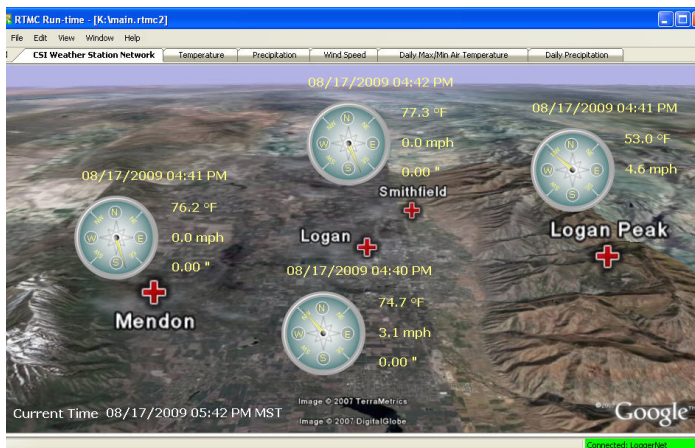 RTMC Run-time - [K:\main.rtmc2]
File Edit View Window Help
CSI Weather Station Network Temperature Precipitation Wind Speed Daily Max/Min Air Temperature Daily Precipitation
08/17/2009 04:42 PM
77.3 °F
0.0 mph
0.00 "
N
E
S
W
Smithfield
08/17/2009 04:41 PM
53.0 °F
4.6 mph
N
E
S
W
Logan Peak
08/17/2009 04:41 PM
76.2 °F
0.0 mph
0.00 "
N
E
S
W
Mendon
Logan
08/17/2009 04:40 PM
74.7 °F
3.1 mph
0.00 "
N
E
S
W
Image © 2007 TerraMetrics
Image © 2007 DigitalGlobe
Current Time 08/17/2009 05:42 PM MST
©2007 Google™
Connected: LoggerNet